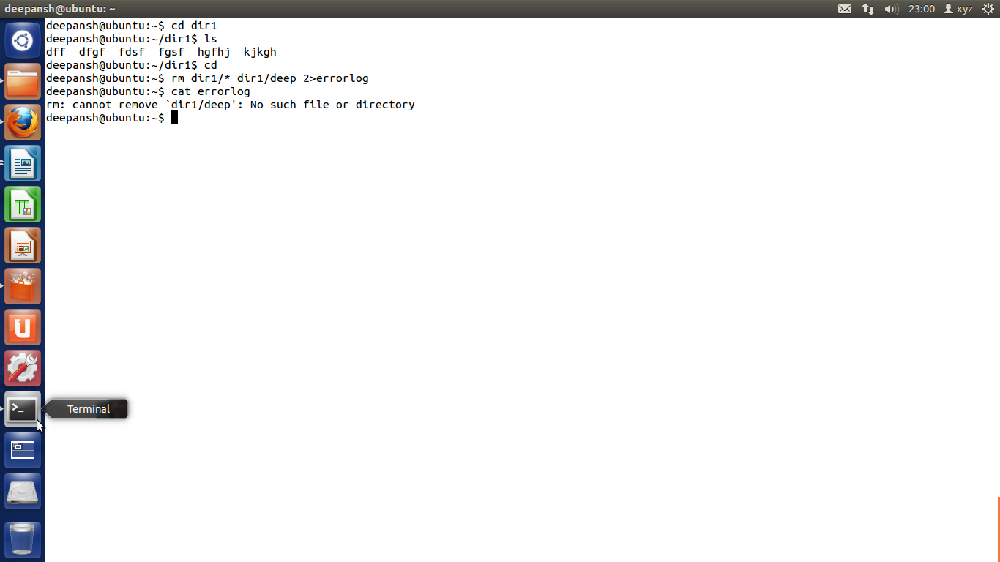 deepansh@ubuntu: ~
23:00
xyz
deepansh@ubuntu:~$ cd dir1
deepansh@ubuntu:~/dir1$ ls
dff  dfgf  fdsf  fgsf  hgfhj  kjkgh
deepansh@ubuntu:~/dir1$ cd
deepansh@ubuntu:~$ rm dir1/* dir1/deep 2>errorlog
deepansh@ubuntu:~$ cat errorlog
rm: cannot remove `dir1/deep': No such file or directory
deepansh@ubuntu:~$
Terminal